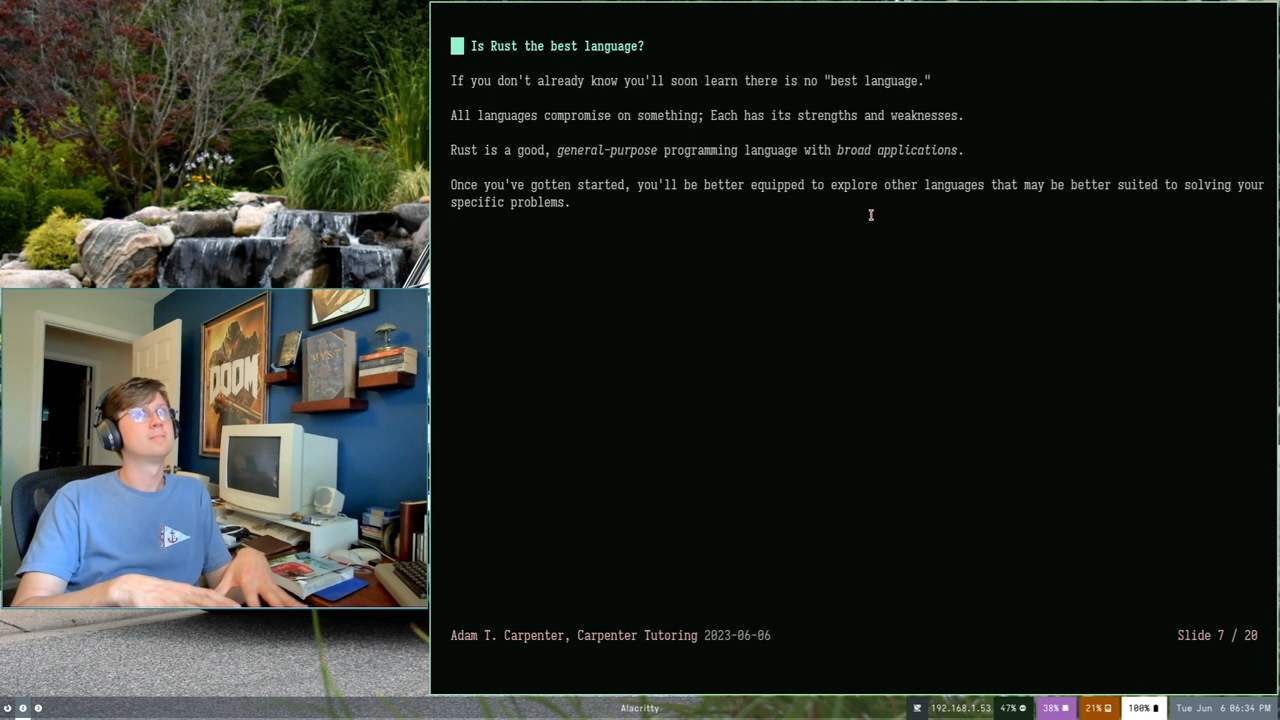 Is Rust the best language?
If you don't already know you'll soon learn there is no "best language."
All languages compromise on something; Each has its strengths and weaknesses.
Rust is a good, general-purpose programming language with broad applications.
Once you've gotten started, you'll be better equipped to explore other languages that may be better suited to solving your
specific problems.
DOOM
MYST
Adam T. Carpenter, Carpenter Tutoring 2023-06-06
Slide 7 / 20
Alacritty
192.168.1.53 47% 38% 21% 100% Tue Jun 6 06:34 PM